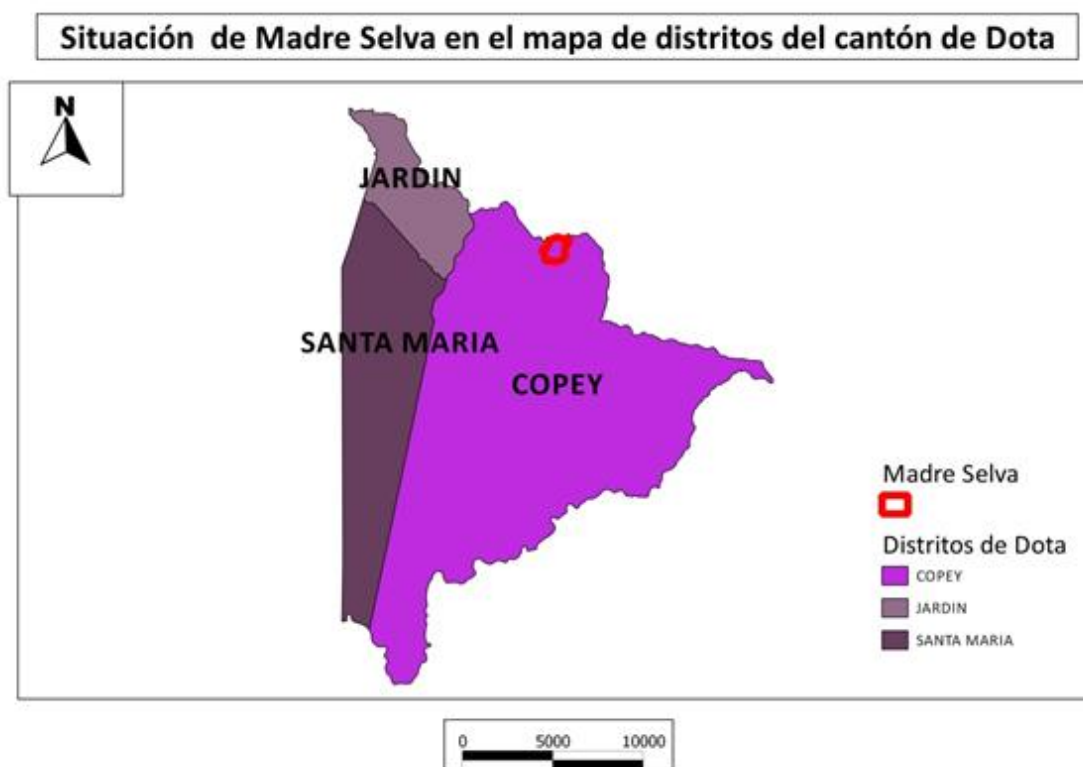 Situación de Madre Selva en el mapa de distritos del cantón de Dota
N
JARDIN
SANTA MARIA
COPEY
Madre Selva
Distritos de Dota
COPEY
JARDIN
SANTA MARIA
0 5000 10000